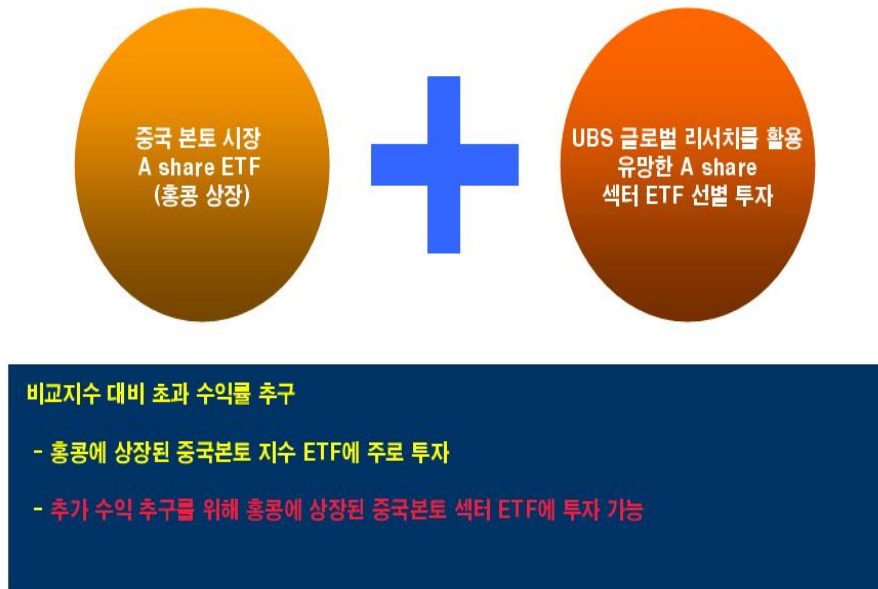 중국 본토 시장
A share ETF
(홍콩 상장)
UBS 글로벌 리서치를 활용
유망한 A share
섹터 ETF 선별 투자
비교지수 대비 초과 수익률 추구
- 홍콩에 상장된 중국본토 지수 ETF에 주로 투자
- 추가 수익 추구를 위해 홍콩에 상장된 중국본토 섹터 ETF에 투자 가능